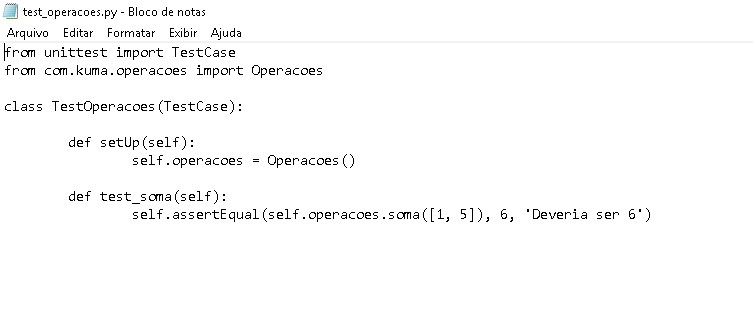 test_operacoes.py - Bloco de notas
Arquivo Editar Formatar Exibir Ajuda
from unittest import TestCase
from com.kuma.operacoes import Operacoes
class TestOperacoes(TestCase):
def setUp(self):
self.operacoes = Operacoes()
def test_soma(self):
self.assertEqual(self.operacoes.soma([1, 5]), 6, 'Deveria ser 6')